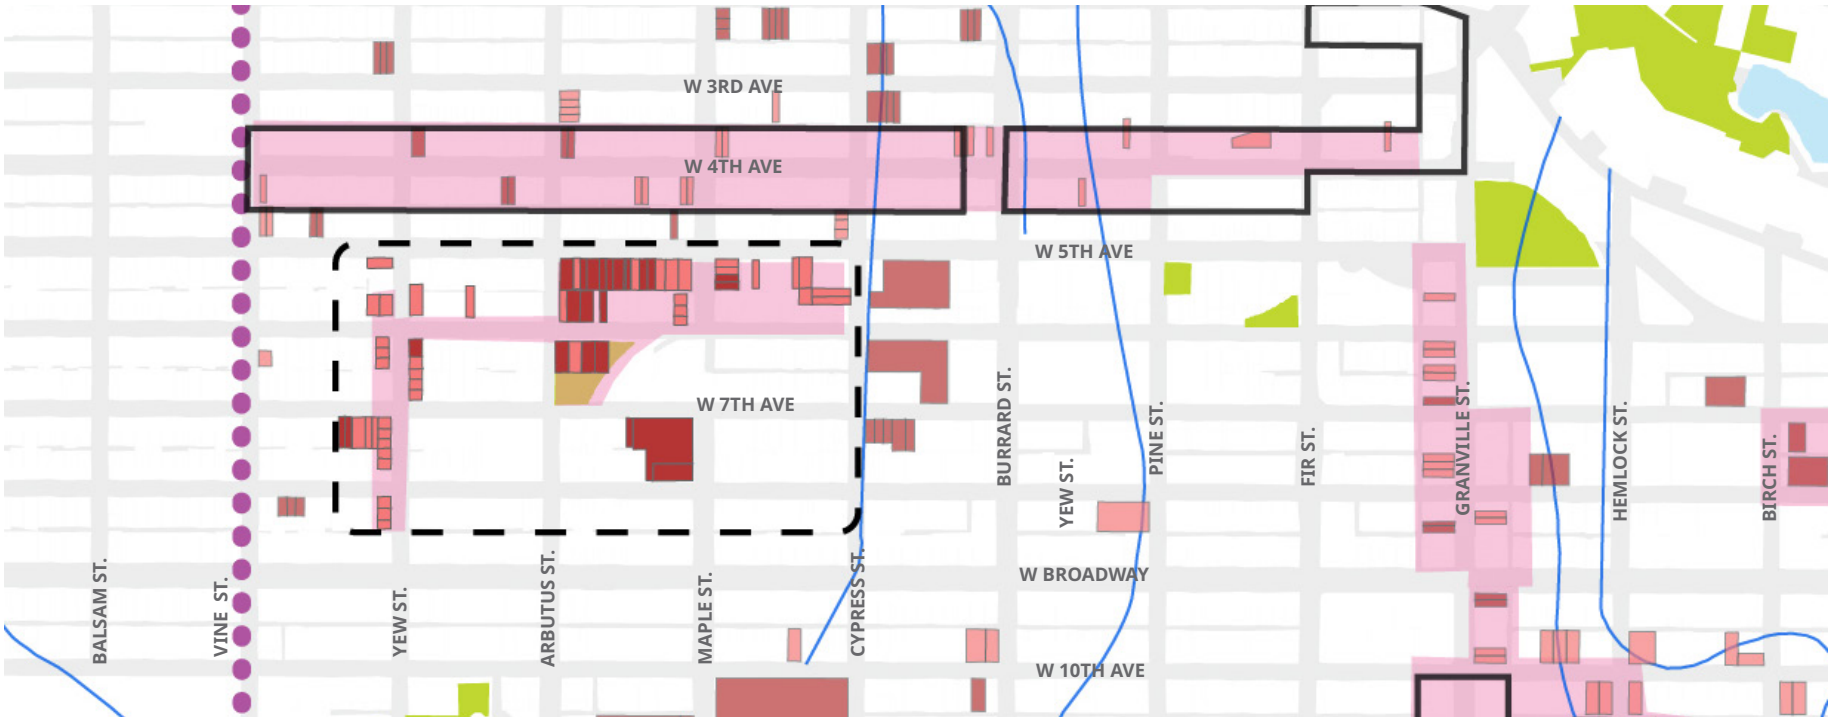 W 3RD AVE
W 4TH AVE
W 5TH AVE
W 7TH AVE
BURRARD ST.
YEW ST.
PINE ST.
FIR ST.
GRANVILLE ST.
HEMLOCK ST.
BIRCH ST.
W BROADWAY
BALSAM ST.
VINE ST.
YEW ST.
ARBUTUS ST.
MAPLE ST.
CYPRESS ST.
W 10TH AVE